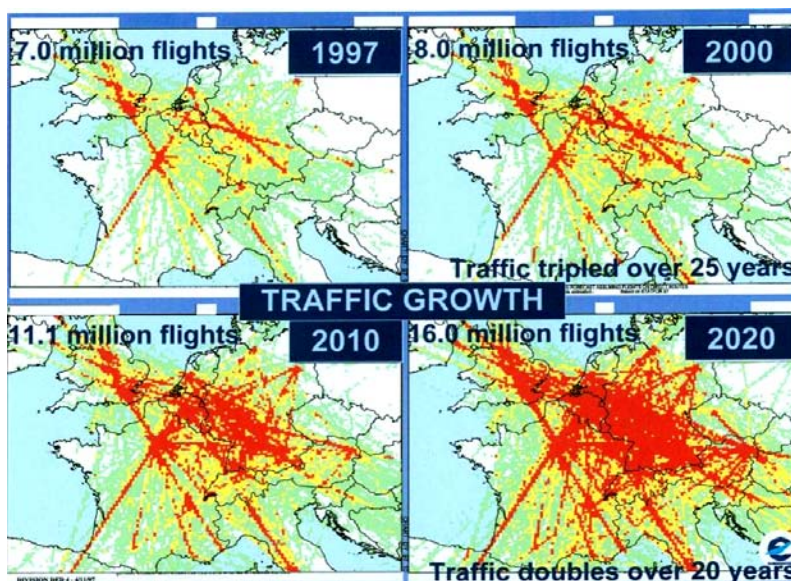 7.0 million flights
1997
8.0 million flights
2000
Traffic tripled over 25 years
TRAFFIC GROWTH
11.1 million flights
2010
16.0 million flights
2020
Traffic doubles over 20 years